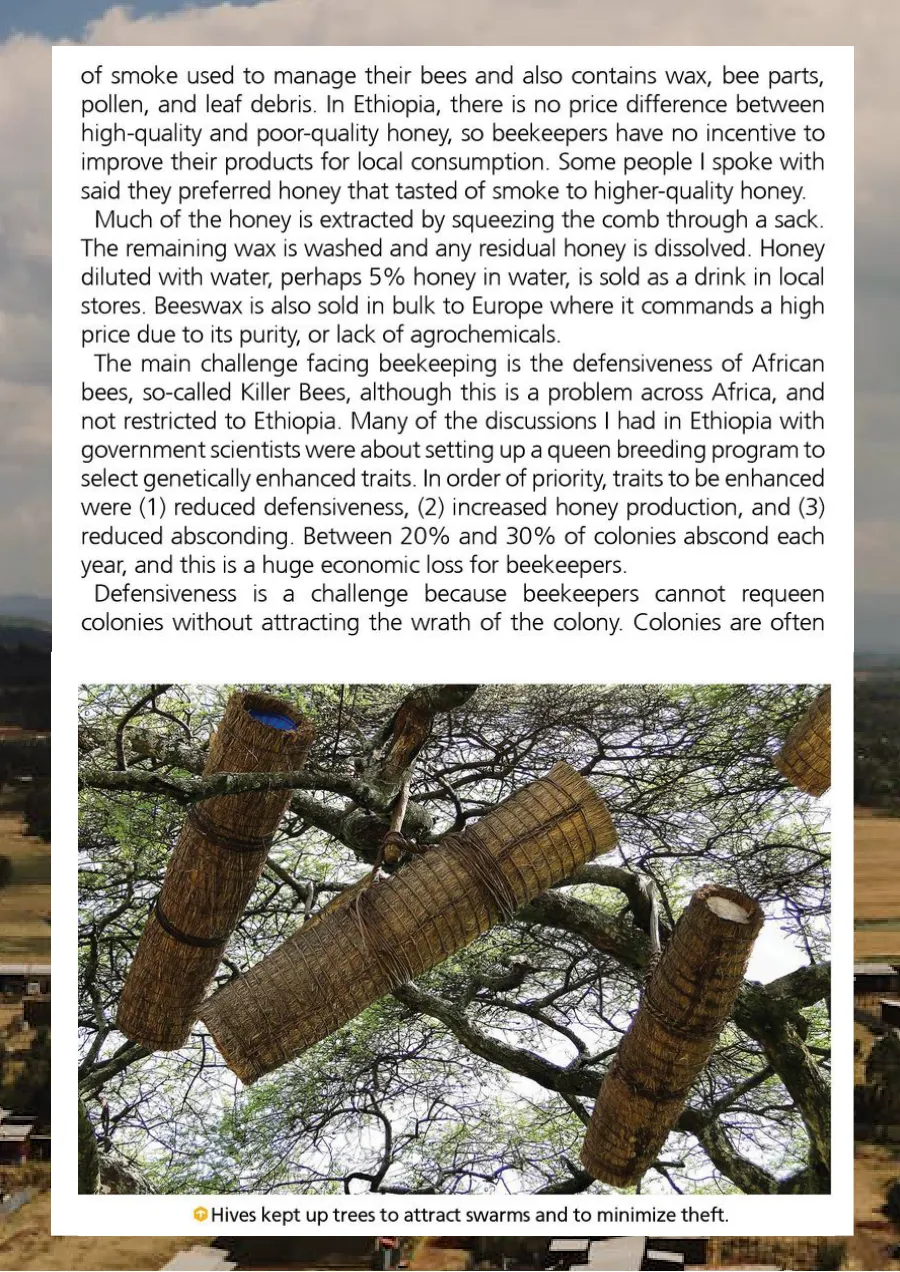 of smoke used to manage their bees and also contains wax, bee parts,
pollen, and leaf debris. In Ethiopia, there is no price difference between
high-quality and poor-quality honey, so beekeepers have no incentive to
improve their products for local consumption. Some people I spoke with
said they preferred honey that tasted of smoke to higher-quality honey.
Much of the honey is extracted by squeezing the comb through a sack.
The remaining wax is washed and any residual honey is dissolved. Honey
diluted with water, perhaps 5% honey in water, is sold as a drink in local
stores. Beeswax is also sold in bulk to Europe where it commands a high
price due to its purity, or lack of agrochemicals.
The main challenge facing beekeeping is the defensiveness of African
bees, so-called Killer Bees, although this is a problem across Africa, and
not restricted to Ethiopia. Many of the discussions I had in Ethiopia with
government scientists were about setting up a queen breeding program to
select genetically enhanced traits. In order of priority, traits to be enhanced
were (1) reduced defensiveness, (2) increased honey production, and (3)
reduced absconding. Between 20% and 30% of colonies abscond each
year, and this is a huge economic loss for beekeepers.
Defensiveness is a challenge because beekeepers cannot requeen
colonies without attracting the wrath of the colony. Colonies are often
Hives kept up trees to attract swarms and to minimize theft.